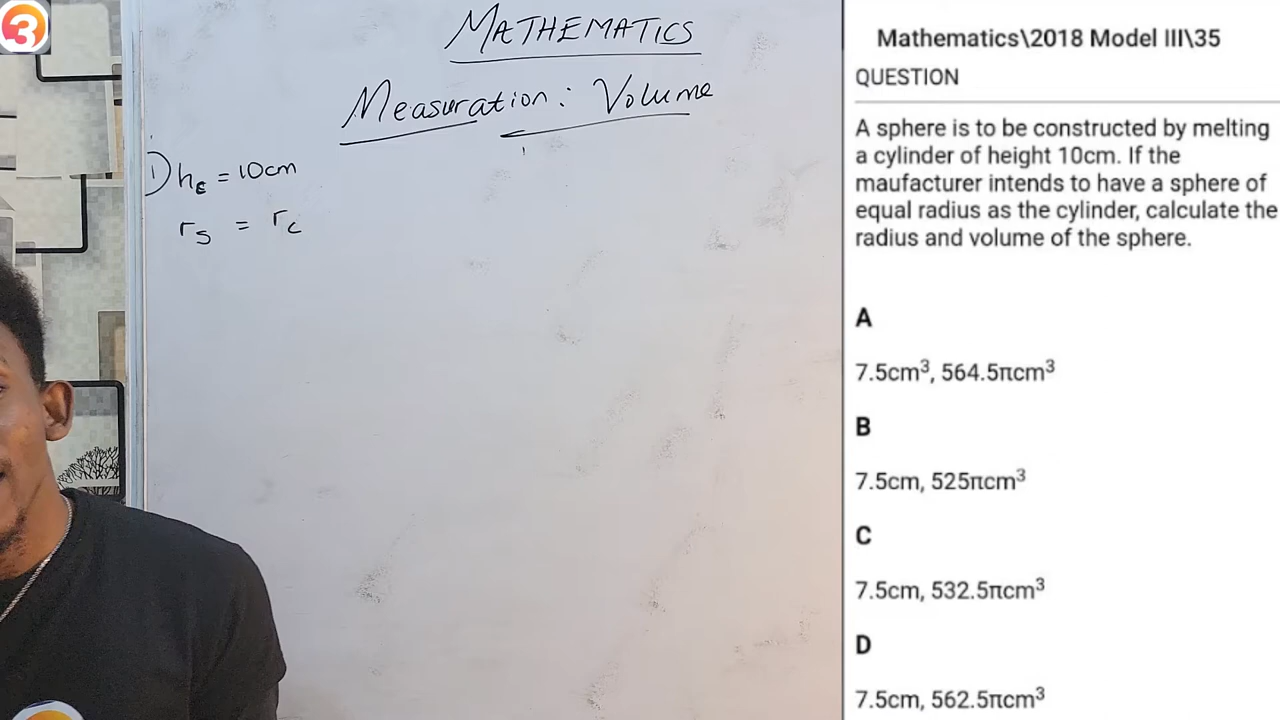 3
MATHEMATICS
Measuration: Volume
1) hc = 10cm
rs = rc
Mathematics\2018 Model III\35
QUESTION
A sphere is to be constructed by melting
a cylinder of height 10cm. If the
maufacturer intends to have a sphere of
equal radius as the cylinder, calculate the
radius and volume of the sphere.
A
7.5cm³, 564.5πcm³
B
7.5cm, 525πcm³
C
7.5cm, 532.5πcm³
D
7.5cm, 562.5πcm³